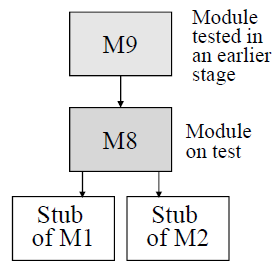 M9
Module
tested in
an earlier
stage
M8
Module
on test
Stub
of M1
Stub
of M2